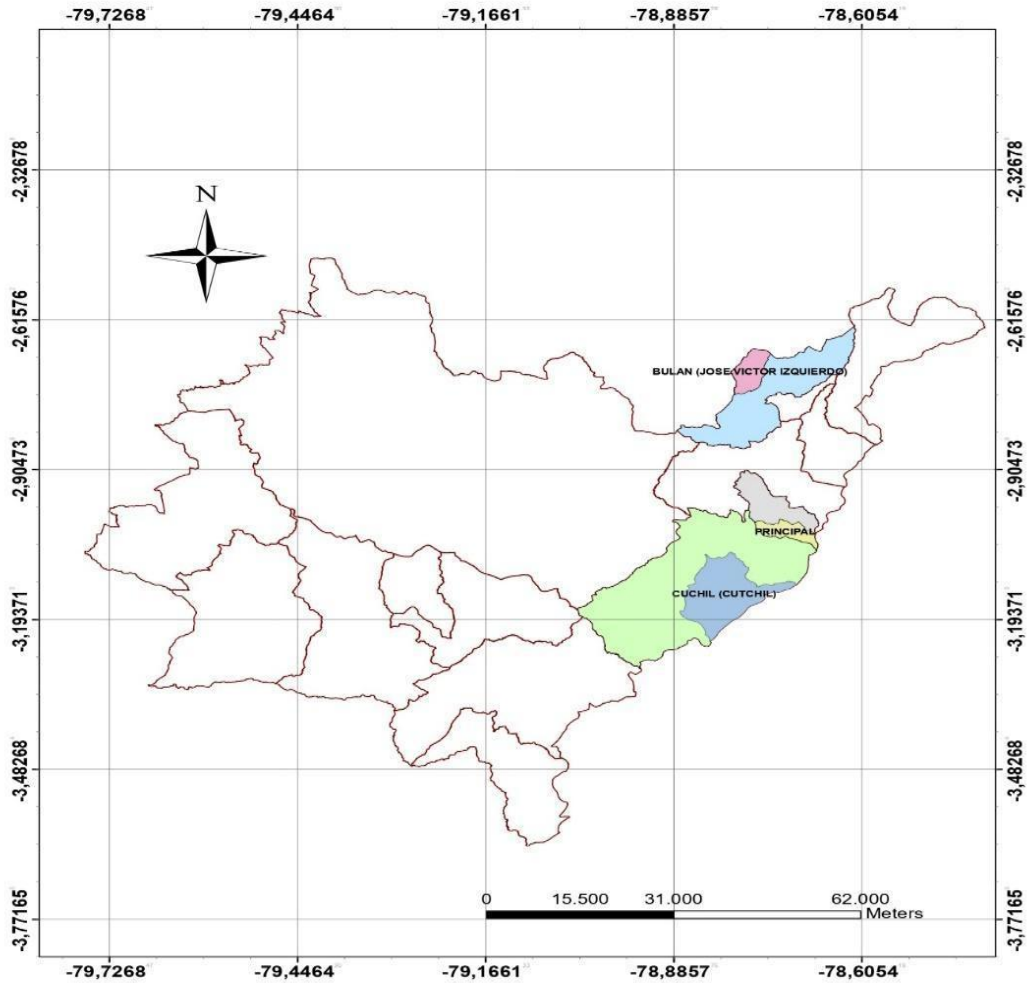 -79,7268 -79,4464 -79,1661 -78,8857 -78,6054
-2,32678 -2,32678
N
-2,61576 -2,61576
BULAN (JOSE VICTOR IZQUIERDO)
-2,90473 -2,90473
PRINCIPAL
CUCHIL (CUTCHIL)
-3,19371 -3,19371
-3,48268 -3,48268
0 15.500 31.000 62.000
Meters
-3,77165 -3,77165
-79,7268 -79,4464 -79,1661 -78,8857 -78,6054